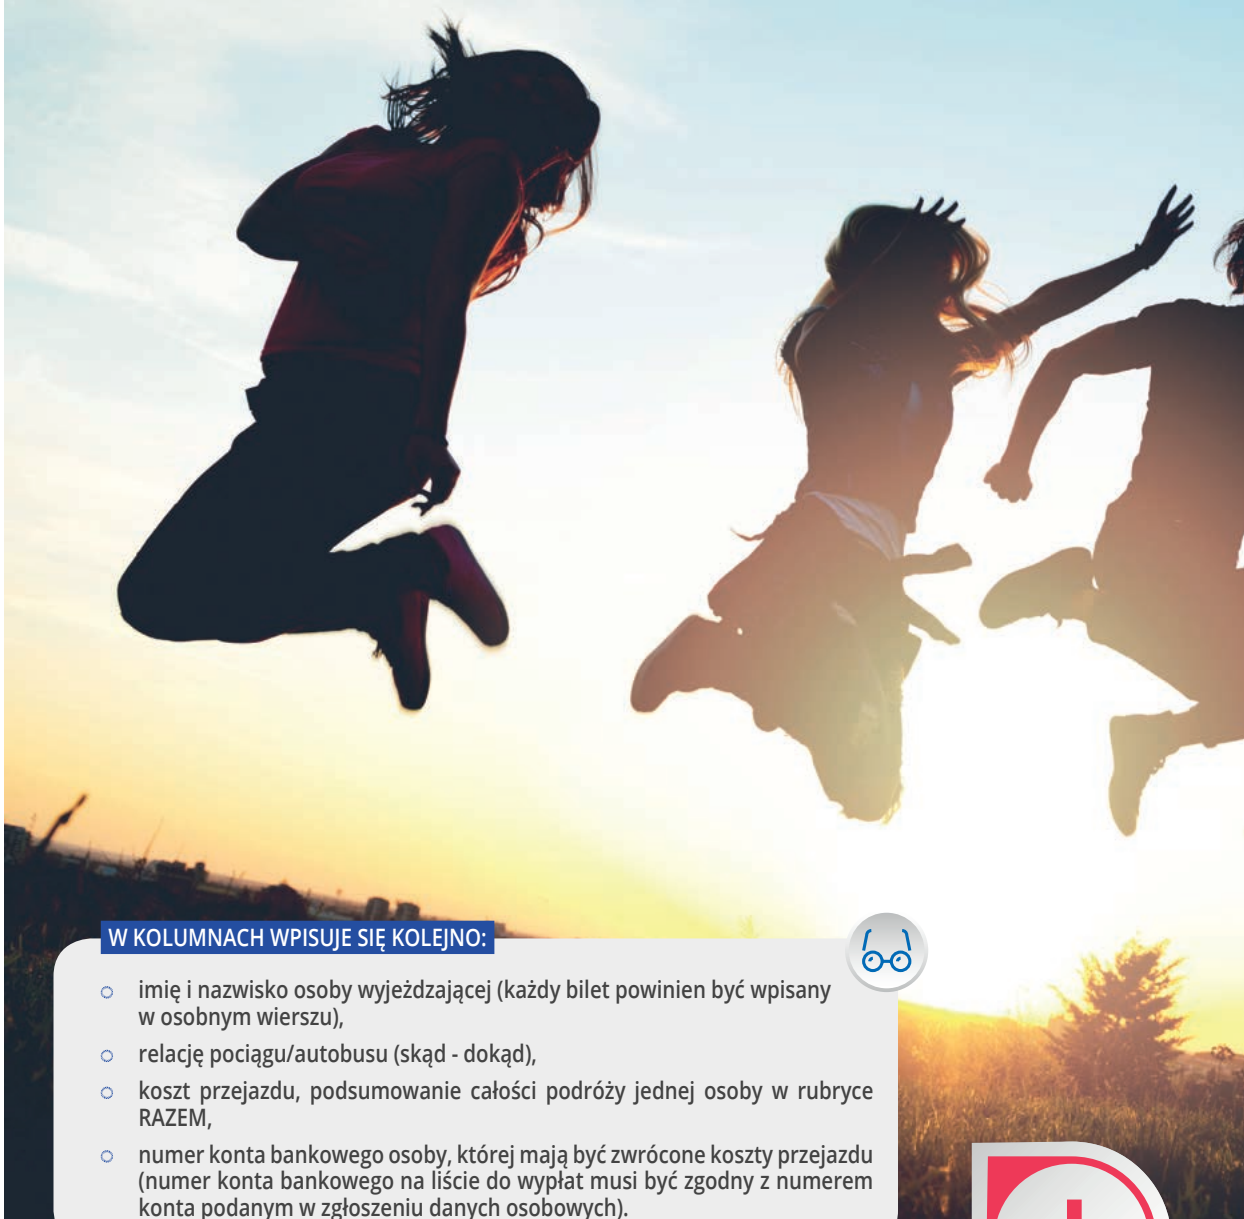 W KOLUMNACH WPISUJE SIĘ KOLEJNO:
imię i nazwisko osoby wyjeżdzającej (każdy bilet powinien być wpisany
w osobnym wierszu),
relację pociągu/autobusu (skąd - dokąd),
koszt przejazdu, podsumowanie całości podróży jednej osoby w rubryce
RAZEM,
numer konta bankowego osoby, której mają być zwrócone koszty przejazdu
(numer konta bankowego na liście do wypłat musi być zgodny z numerem
konta podanym w zgłoszeniu danych osobowych).